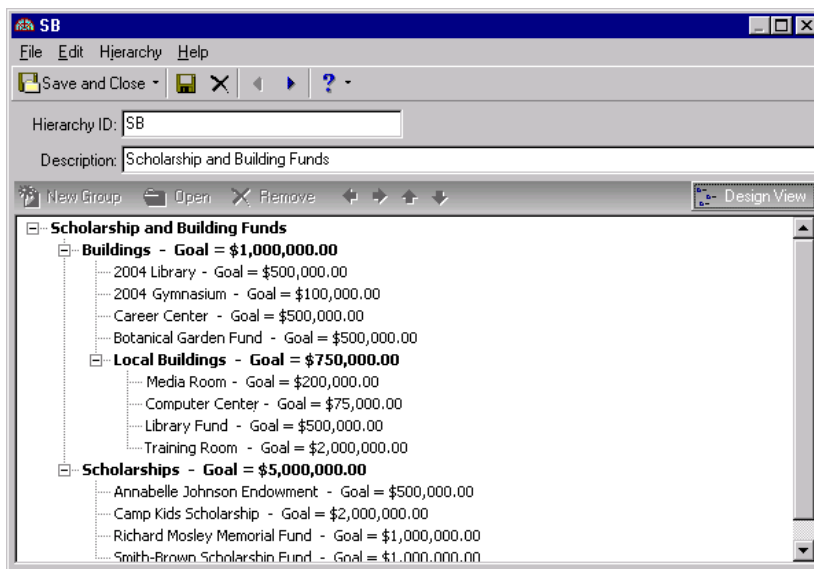 SB
File Edit Hierarchy Help
Save and Close ?
Hierarchy ID: SB
Description: Scholarship and Building Funds
New Group Open Remove Design View
Scholarship and Building Funds
Buildings - Goal = $1,000,000.00
2004 Library - Goal = $500,000.00
2004 Gymnasium - Goal = $100,000.00
Career Center - Goal = $500,000.00
Botanical Garden Fund - Goal = $500,000.00
Local Buildings - Goal = $750,000.00
Media Room - Goal = $200,000.00
Computer Center - Goal = $75,000.00
Library Fund - Goal = $500,000.00
Training Room - Goal = $2,000,000.00
Scholarships - Goal = $5,000,000.00
Annabelle Johnson Endowment - Goal = $500,000.00
Camp Kids Scholarship - Goal = $2,000,000.00
Richard Mosley Memorial Fund - Goal = $1,000,000.00
Smith-Brown Scholarship Fund - Goal = $1,000,000.00